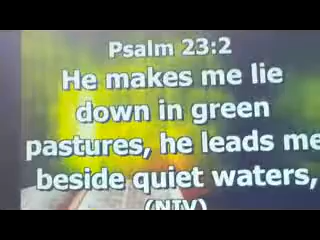 Psalm 23:2
He makes me lie
down in green
pastures, he leads me
beside quiet waters,
(NIV)